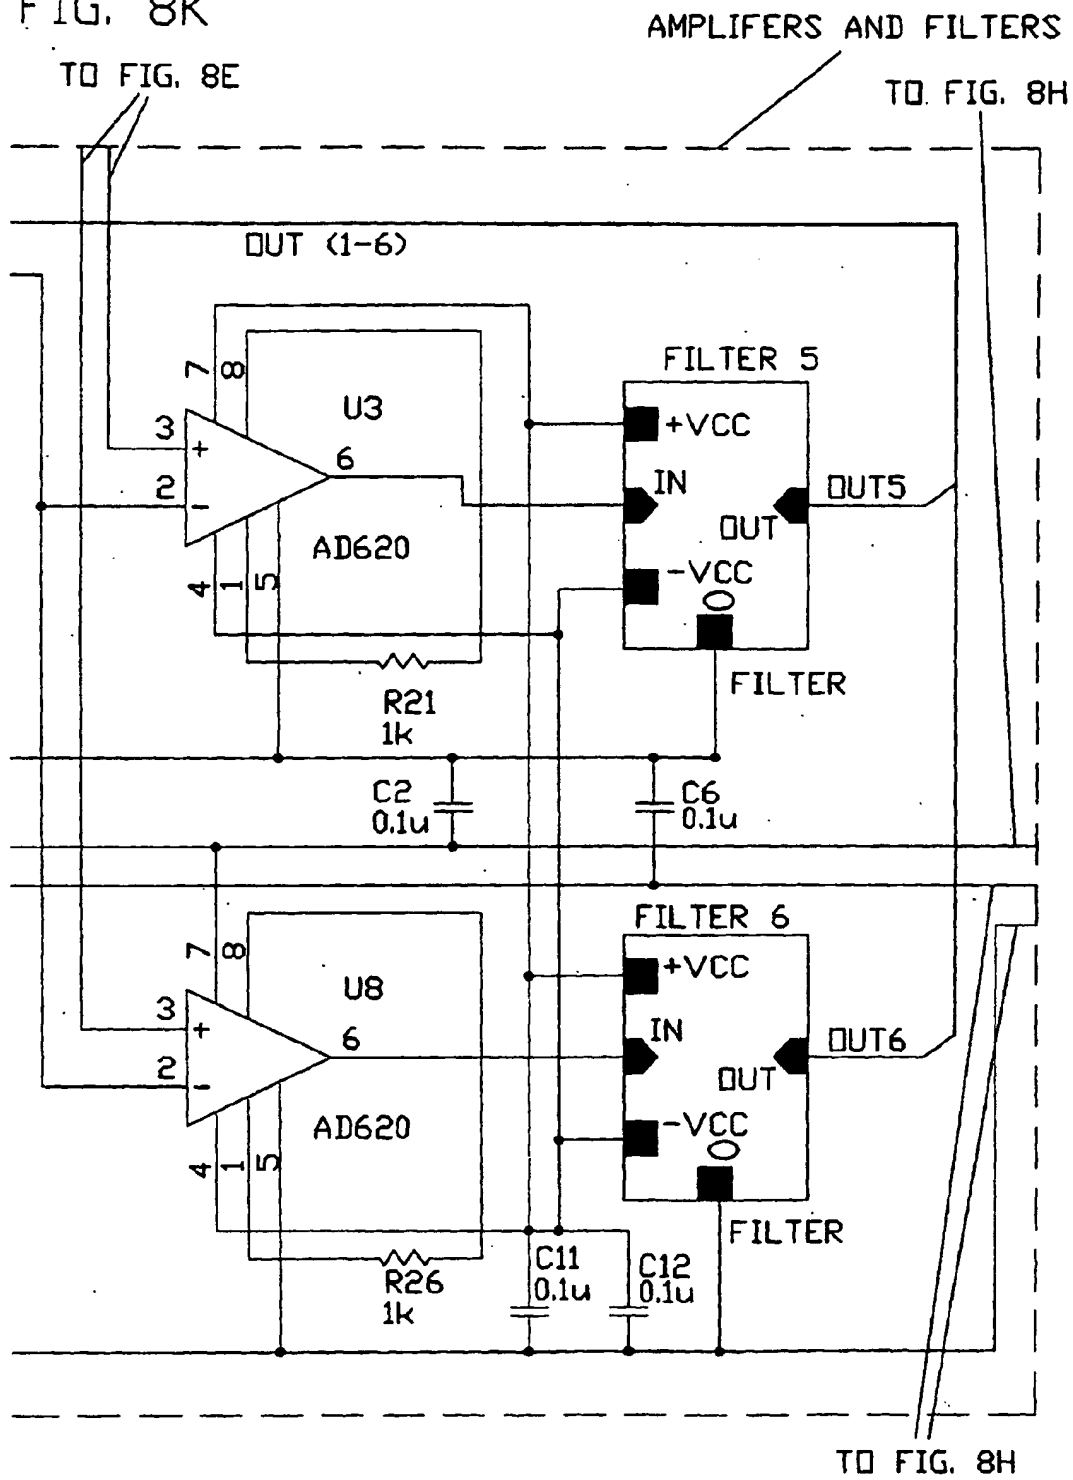 FIG. 8K
AMPLIFERS AND FILTERS
TO FIG. 8E
TO. FIG. 8H
OUT (1-6)
7
8
U3
3
+
2
-
6
AD620
4
1
5
R21
1k
FILTER 5
+VCC
IN
OUT
OUT5
-VCC
0
FILTER
C2
0.1u
C6
0.1u
7
8
U8
3
+
2
-
6
AD620
4
1
5
R26
1k
FILTER 6
+VCC
IN
OUT
OUT6
-VCC
0
FILTER
C11
0.1u
C12
0.1u
TO FIG. 8H